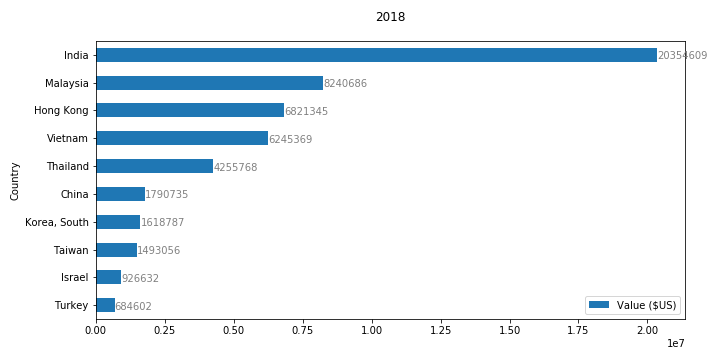 2018
India 20354609
Malaysia 8240686
Hong Kong 6821345
Vietnam 6245369
Thailand 4255768
Country
China 1790735
Korea, South 1618787
Taiwan 1493056
Israel 926632
Turkey 684602
Value ($US)
0.00 0.25 0.50 0.75 1.00 1.25 1.50 1.75 2.00
1e7